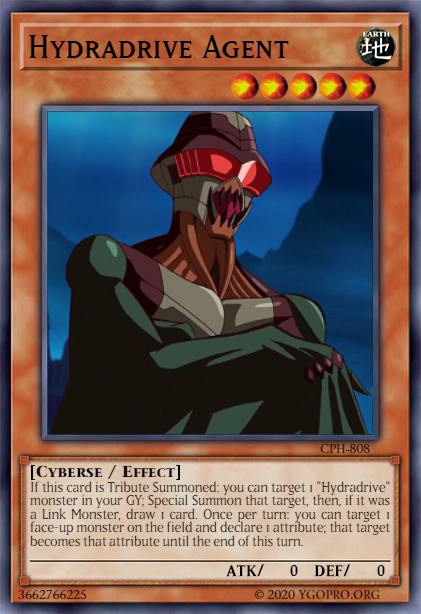 HYDRADRIVE AGENT
EARTH
地
CPH-808
[CYBERSE / EFFECT]
If this card is Tribute Summoned: you can target 1 "Hydradrive"
monster in your GY; Special Summon that target, then, if it was
a Link Monster, draw 1 card. Once per turn: you can target 1
face-up monster on the field and declare 1 attribute; that target
becomes that attribute until the end of this turn.
ATK/ 0 DEF/ 0
3662766225 © 2020 YGOPRO.ORG